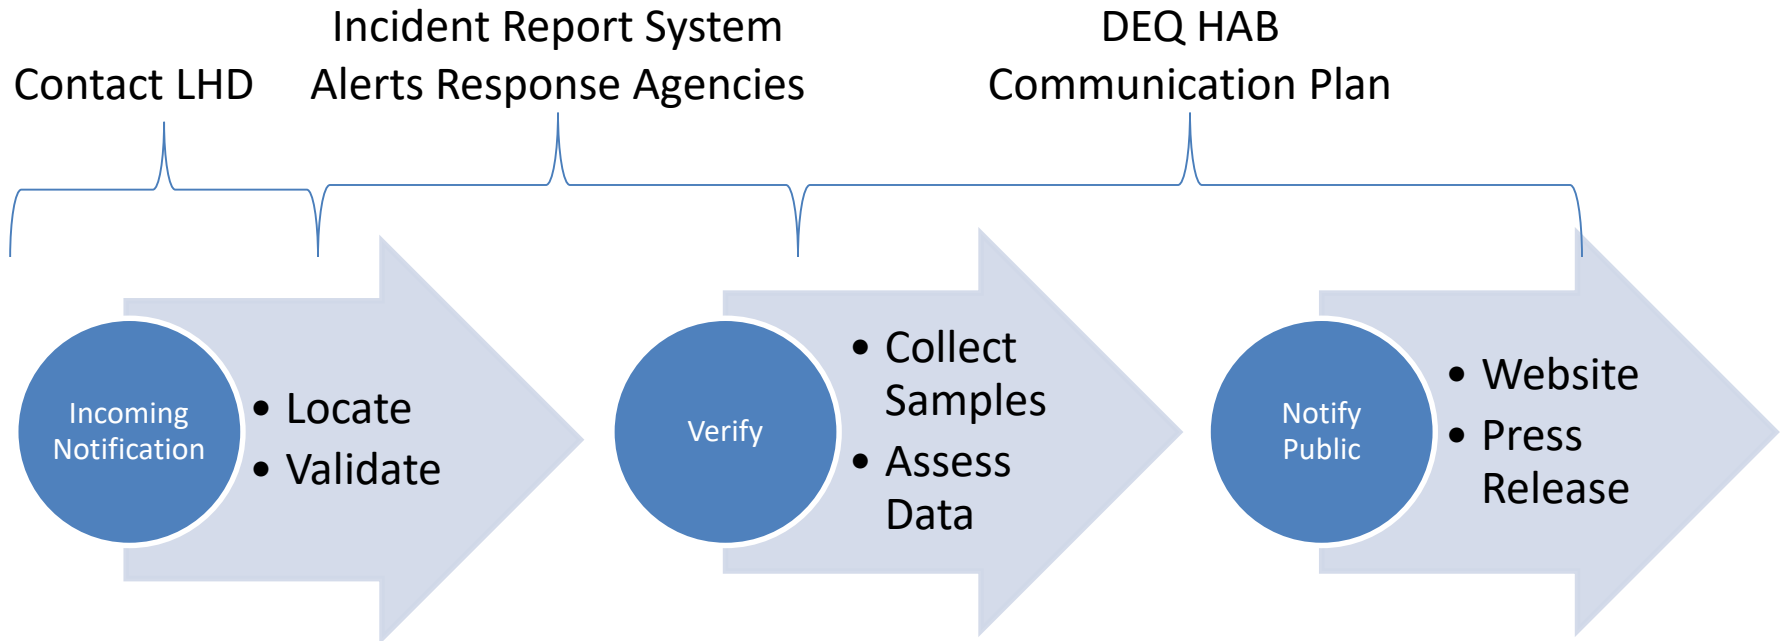 Contact LHD
Incident Report System
Alerts Response Agencies
DEQ HAB
Communication Plan
Incoming
Notification
• Locate
• Validate
Verify
• Collect
Samples
• Assess
Data
Notify
Public
• Website
• Press
Release